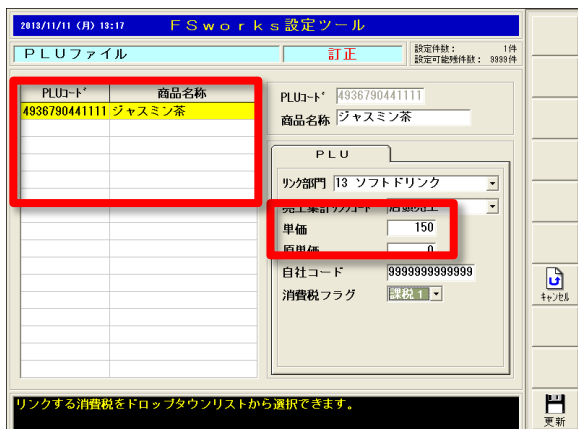 2013/11/11 (月) 13:17 FSworks設定ツール
PLUファイル 訂正 設定件数: 1件
設定可能残件数: 9999件
PLUｺｰﾄﾞ 商品名称
4936790441111 ジャスミン茶
PLUｺｰﾄﾞ 4936790441111
商品名称 ジャスミン茶
PLU
ﾘﾝｸ部門 13 ソフトドリンク
単価 150
原単価 0
自社コード 9999999999999
消費税フラグ 課税1
ｷｬﾝｾﾙ
リンクする消費税をドロップダウンリストから選択できます。
更新